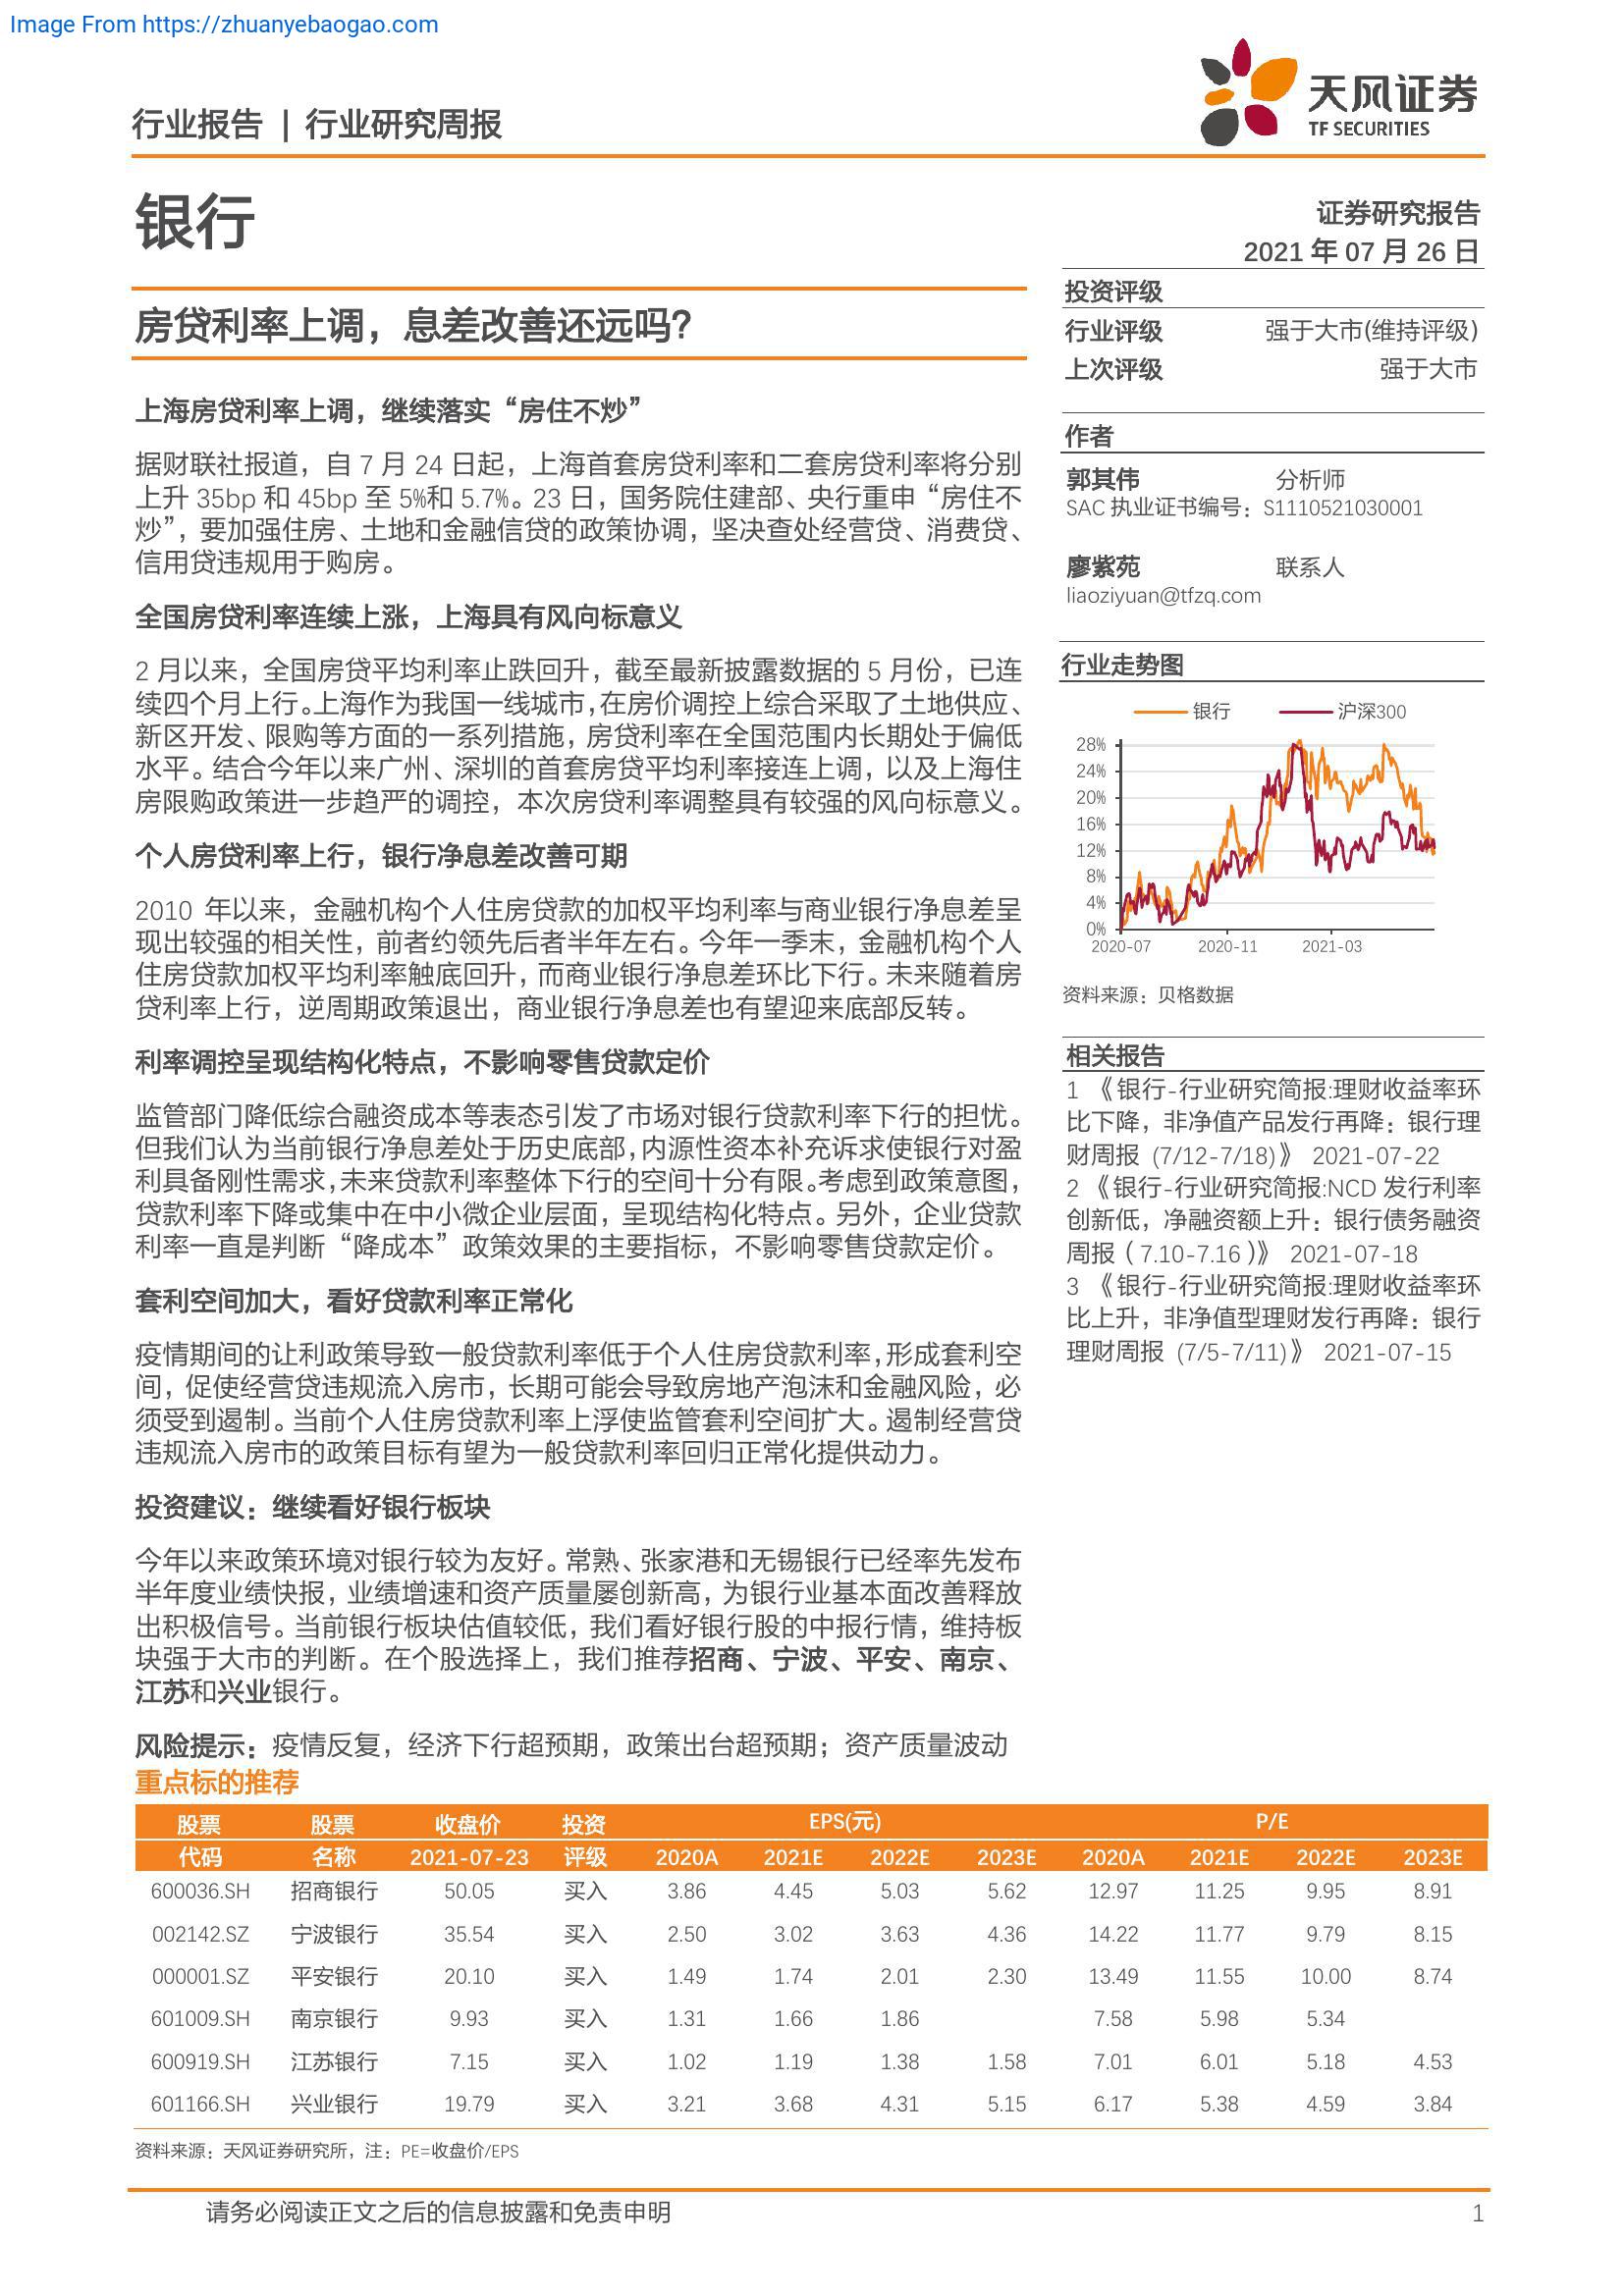 Image From https://zhuanyebaogao.com
行业报告 | 行业研究周报
天风证券
TF SECURITIES
银行
证券研究报告
2021 年 07 月 26 日
房贷利率上调，息差改善还远吗？
上海房贷利率上调，继续落实“房住不炒”
据财联社报道，自 7 月 24 日起，上海首套房贷利率和二套房贷利率将分别
上升 35bp 和 45bp 至 5%和 5.7%。23 日，国务院住建部、央行重申“房住不
炒”，要加强住房、土地和金融信贷的政策协调，坚决查处经营贷、消费贷、
信用贷违规用于购房。
全国房贷利率连续上涨，上海具有风向标意义
2 月以来，全国房贷平均利率止跌回升，截至最新披露数据的 5 月份，已连
续四个月上行。上海作为我国一线城市，在房价调控上综合采取了土地供应、
新区开发、限购等方面的一系列措施，房贷利率在全国范围内长期处于偏低
水平。结合今年以来广州、深圳的首套房贷平均利率接连上调，以及上海住
房限购政策进一步趋严的调控，本次房贷利率调整具有较强的风向标意义。
个人房贷利率上行，银行净息差改善可期
2010 年以来，金融机构个人住房贷款的加权平均利率与商业银行净息差呈
现出较强的相关性，前者约领先后者半年左右。今年一季末，金融机构个人
住房贷款加权平均利率触底回升，而商业银行净息差环比下行。未来随着房
贷利率上行，逆周期政策退出，商业银行净息差也有望迎来底部反转。
利率调控呈现结构化特点，不影响零售贷款定价
监管部门降低综合融资成本等表态引发了市场对银行贷款利率下行的担忧。
但我们认为当前银行净息差处于历史底部，内源性资本补充诉求使银行对盈
利具备刚性需求，未来贷款利率整体下行的空间十分有限。考虑到政策意图，
贷款利率下降或集中在中小微企业层面，呈现结构化特点。另外，企业贷款
利率一直是判断“降成本”政策效果的主要指标，不影响零售贷款定价。
套利空间加大，看好贷款利率正常化
疫情期间的让利政策导致一般贷款利率低于个人住房贷款利率，形成套利空
间，促使经营贷违规流入房市，长期可能会导致房地产泡沫和金融风险，必
须受到遏制。当前个人住房贷款利率上浮使监管套利空间扩大。遏制经营贷
违规流入房市的政策目标有望为一般贷款利率回归正常化提供动力。
投资建议：继续看好银行板块
今年以来政策环境对银行较为友好。常熟、张家港和无锡银行已经率先发布
半年度业绩快报，业绩增速和资产质量屡创新高，为银行业基本面改善释放
出积极信号。当前银行板块估值较低，我们看好银行股的中报行情，维持板
块强于大市的判断。在个股选择上，我们推荐招商、宁波、平安、南京、
江苏和兴业银行。
风险提示：疫情反复，经济下行超预期，政策出台超预期；资产质量波动
投资评级
行业评级 强于大市(维持评级)
上次评级 强于大市
作者
郭其伟 分析师
SAC 执业证书编号：S1110521030001
廖紫苑 联系人
liaoziyuan@tfzq.com
行业走势图
银行 沪深300
28%
24%
20%
16%
12%
8%
4%
0%
2020-07 2020-11 2021-03
资料来源：贝格数据
相关报告
1 《银行-行业研究简报:理财收益率环
比下降，非净值产品发行再降：银行理
财周报 (7/12-7/18)》 2021-07-22
2 《银行-行业研究简报:NCD 发行利率
创新低，净融资额上升：银行债务融资
周报（ 7.10-7.16 )》 2021-07-18
3 《银行-行业研究简报:理财收益率环
比上升，非净值型理财发行再降：银行
理财周报 (7/5-7/11)》 2021-07-15
重点标的推荐
股票 股票 收盘价 投资 EPS(元) P/E
代码 名称 2021-07-23 评级 2020A 2021E 2022E 2023E 2020A 2021E 2022E 2023E
600036.SH 招商银行 50.05 买入 3.86 4.45 5.03 5.62 12.97 11.25 9.95 8.91
002142.SZ 宁波银行 35.54 买入 2.50 3.02 3.63 4.36 14.22 11.77 9.79 8.15
000001.SZ 平安银行 20.10 买入 1.49 1.74 2.01 2.30 13.49 11.55 10.00 8.74
601009.SH 南京银行 9.93 买入 1.31 1.66 1.86 7.58 5.98 5.34
600919.SH 江苏银行 7.15 买入 1.02 1.19 1.38 1.58 7.01 6.01 5.18 4.53
601166.SH 兴业银行 19.79 买入 3.21 3.68 4.31 5.15 6.17 5.38 4.59 3.84
资料来源：天风证券研究所，注：PE=收盘价/EPS
请务必阅读正文之后的信息披露和免责申明 1